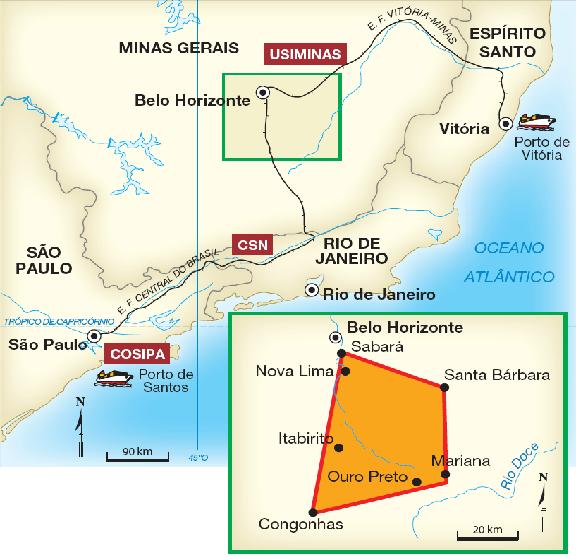 E. F. VITÓRIA-MINAS
ESPÍRITO
SANTO
MINAS GERAIS
USIMINAS
Belo Horizonte
Vitória
Porto de
Vitória
CSN
SÃO
PAULO
RIO DE
JANEIRO
OCEANO
ATLÂNTICO
E. F. CENTRAL DO BRASIL
Rio de Janeiro
TRÓPICO DE CAPRICÓRNIO
São Paulo
COSIPA
Porto de
Santos
N
90 km
45°O
Belo Horizonte
Sabará
Nova Lima
Santa Bárbara
Itabirito
Mariana
Ouro Preto
Rio Doce
N
Congonhas
20 km